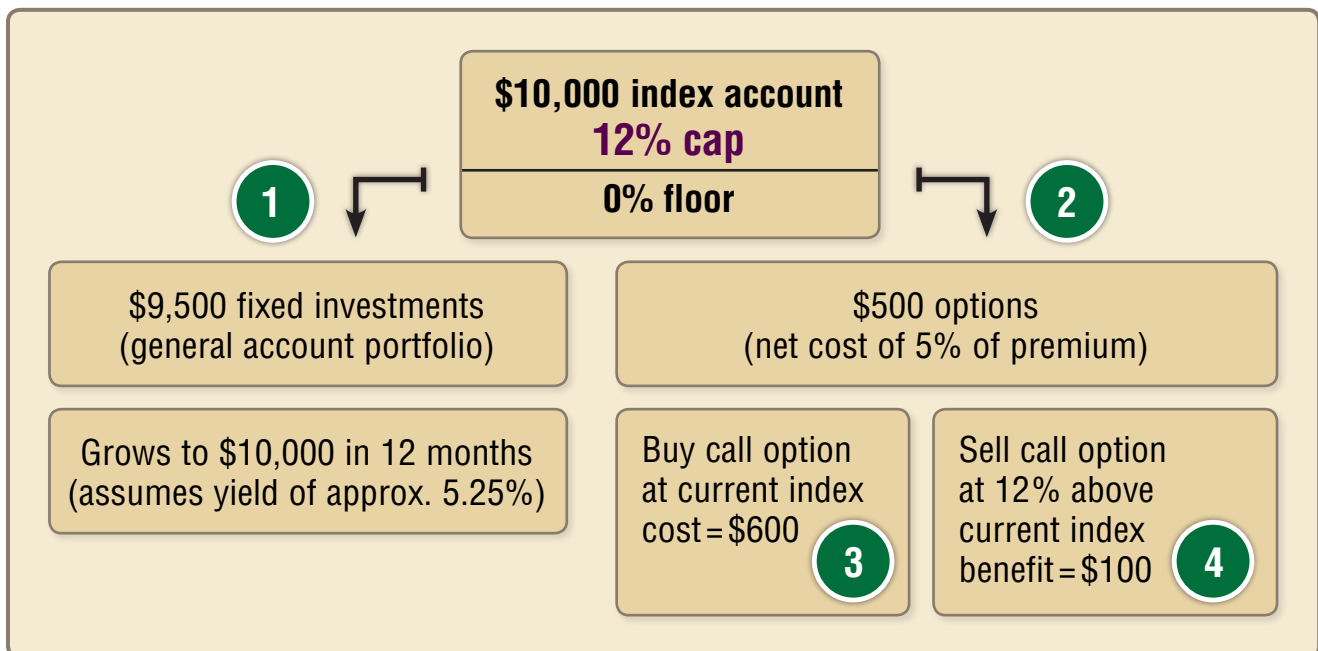 $10,000 index account
12% cap
0% floor
1
2
$9,500 fixed investments
(general account portfolio)
$500 options
(net cost of 5% of premium)
Grows to $10,000 in 12 months
(assumes yield of approx. 5.25%)
Buy call option
at current index
cost=$600
3
Sell call option
at 12% above
current index
benefit=$100
4